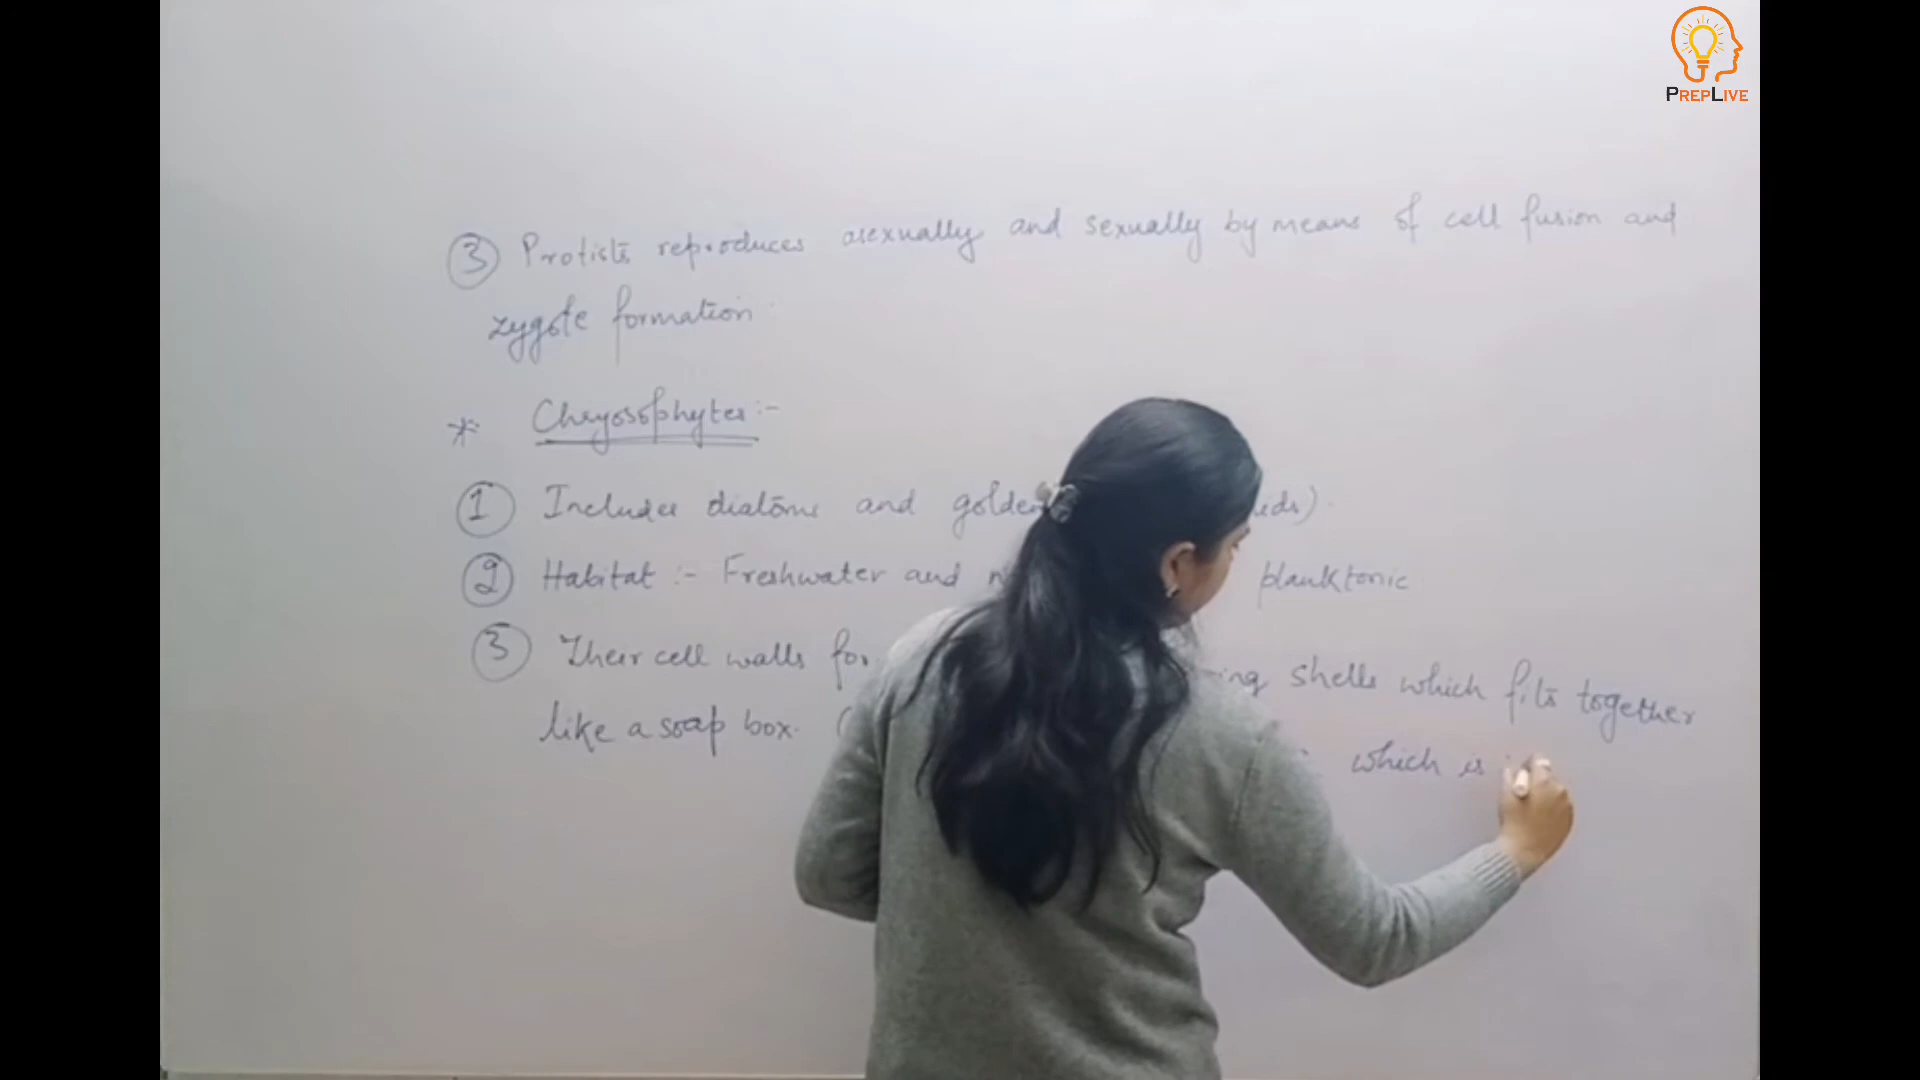 PREPLIVE
3 Protists reproduces asexually and sexually by means of cell fusion and
zygote formation
* Chrysophytes :-
1 Includes diatoms and golden
2 Habitat :- Freshwater and planktonic
3 Their cell walls shells which fits together
like a soap box. ( which is